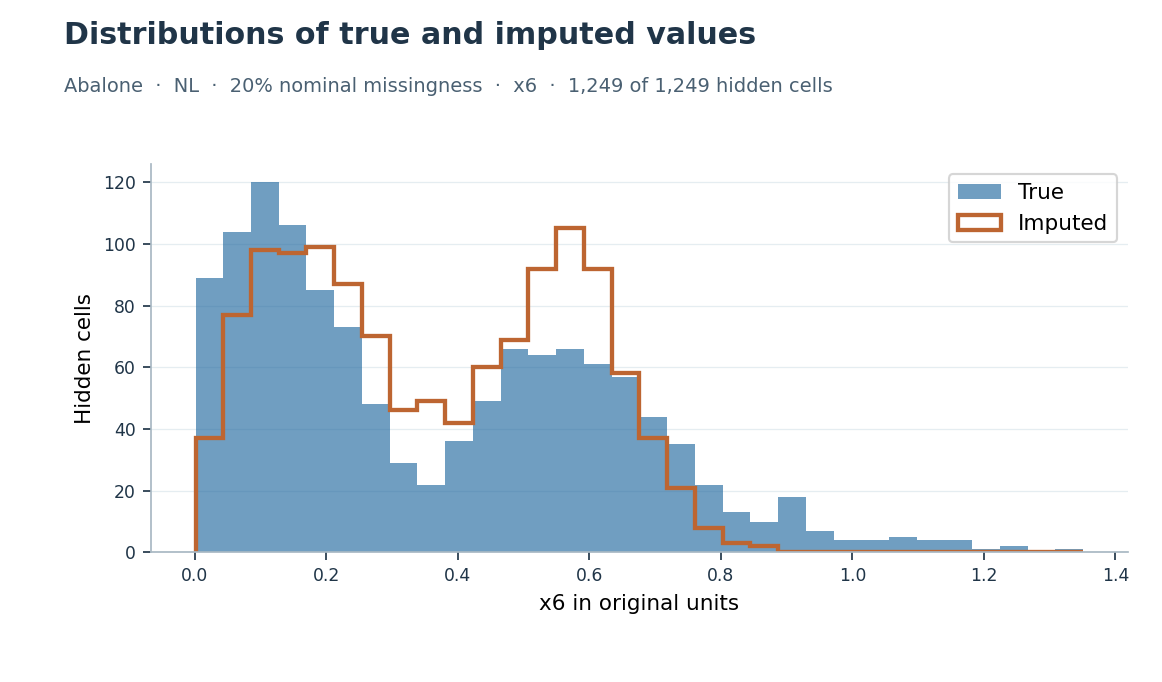 Distributions of true and imputed values
Abalone · NL · 20% nominal missingness · x6 · 1,249 of 1,249 hidden cells
120
100
80
60
40
20
0
Hidden cells
True
Imputed
0.0 0.2 0.4 0.6 0.8 1.0 1.2 1.4
x6 in original units